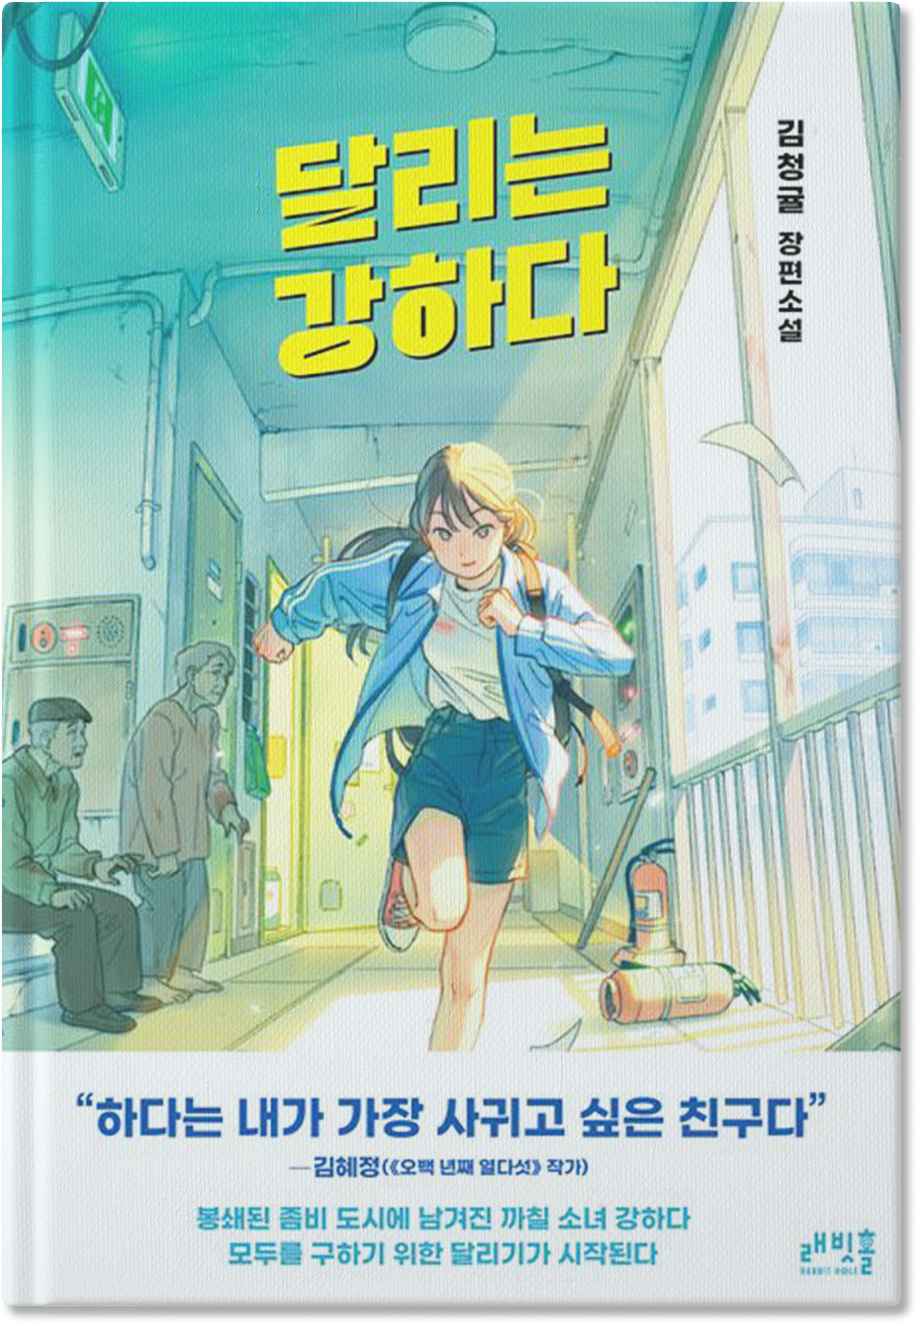 달리는
강하다
김청귤 장편소설
“하다는 내가 가장 사귀고 싶은 친구다”
—김혜정(《오백 년째 열다섯》 작가)
봉쇄된 좀비 도시에 남겨진 까칠 소녀 강하다
모두를 구하기 위한 달리기가 시작된다
래빗홀
RABBIT HOLE